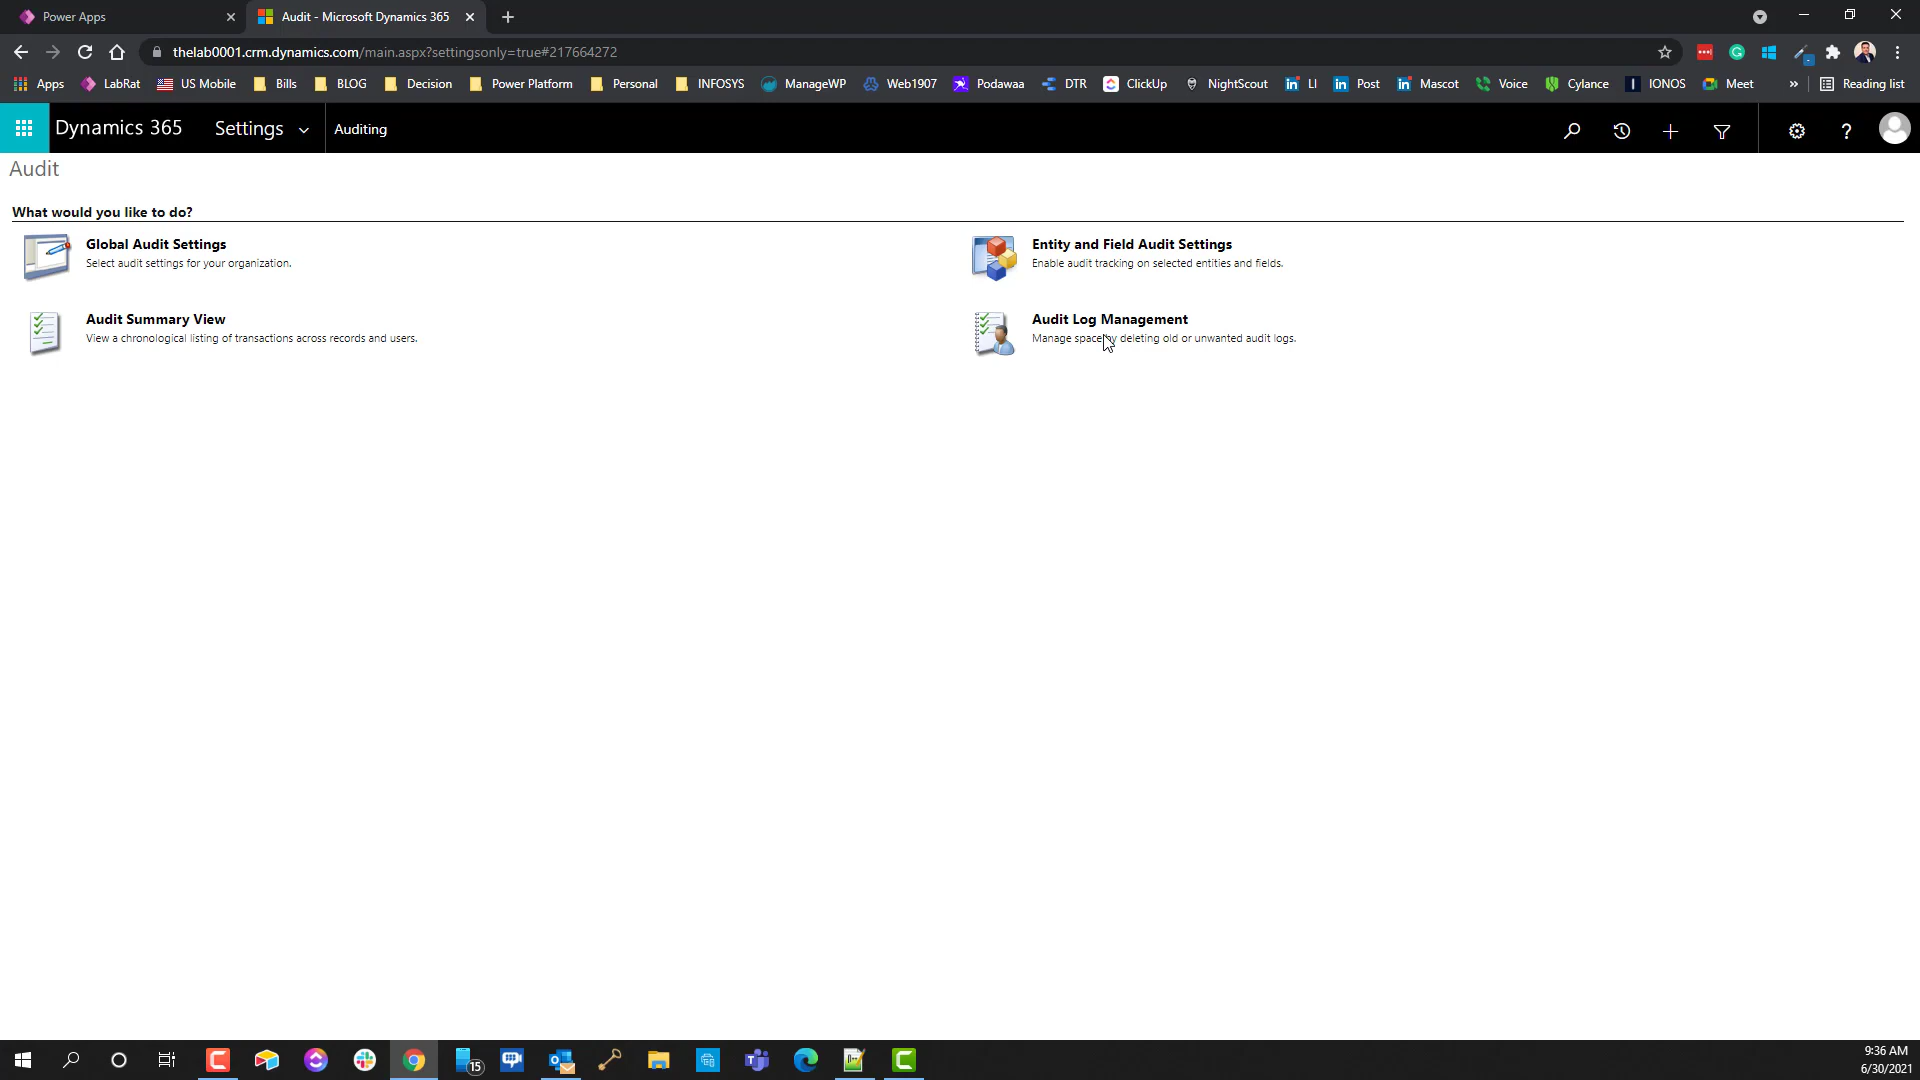 Power Apps
Audit - Microsoft Dynamics 365
thelab0001.crm.dynamics.com/main.aspx?settingsonly=true#217664272
Apps LabRat US Mobile Bills BLOG Decision Power Platform Personal INFOSYS ManageWP Web1907 Podawaa DTR ClickUp NightScout LI Post Mascot Voice Cylance IONOS Meet » Reading list
Dynamics 365 Settings Auditing
Audit
What would you like to do?
Global Audit Settings
Select audit settings for your organization.
Entity and Field Audit Settings
Enable audit tracking on selected entities and fields.
Audit Summary View
View a chronological listing of transactions across records and users.
Audit Log Management
Manage space by deleting old or unwanted audit logs.
15
9:36 AM
6/30/2021